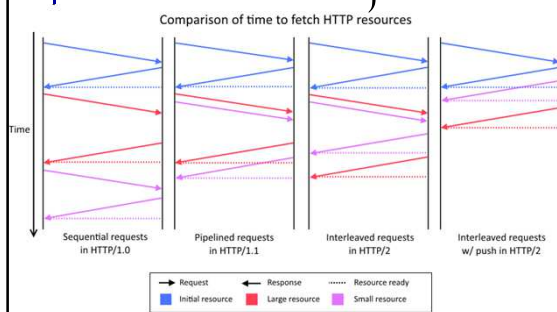 Comparison of time to fetch HTTP resources
Time
Sequential requests
in HTTP/1.0
Pipelined requests
in HTTP/1.1
Interleaved requests
in HTTP/2
Interleaved requests
w/ push in HTTP/2
Request
Response
Resource ready
Initial resource
Large resource
Small resource